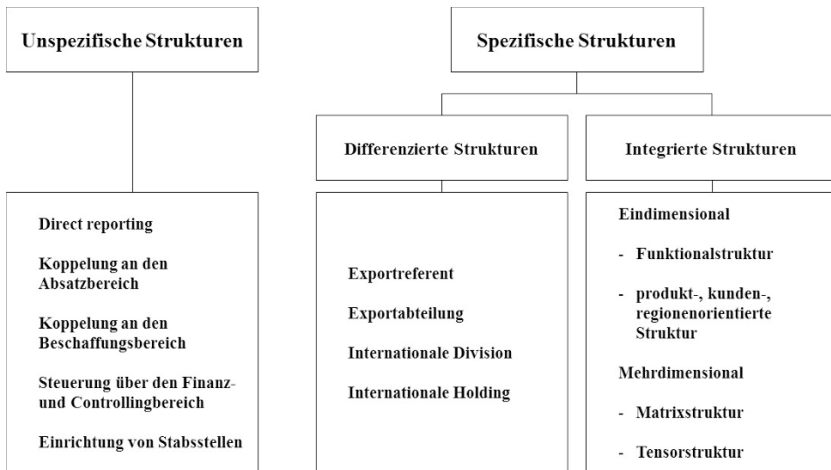 Unspezifische Strukturen
Direct reporting
Koppelung an den
Absatzbereich
Koppelung an den
Beschaffungsbereich
Steuerung über den Finanz-
und Controllingbereich
Einrichtung von Stabsstellen
Spezifische Strukturen
Differenzierte Strukturen
Exportreferent
Exportabteilung
Internationale Division
Internationale Holding
Integrierte Strukturen
Eindimensional
- Funktionalstruktur
- produkt-, kunden-,
regionenorientierte
Struktur
Mehrdimensional
- Matrixstruktur
- Tensorstruktur